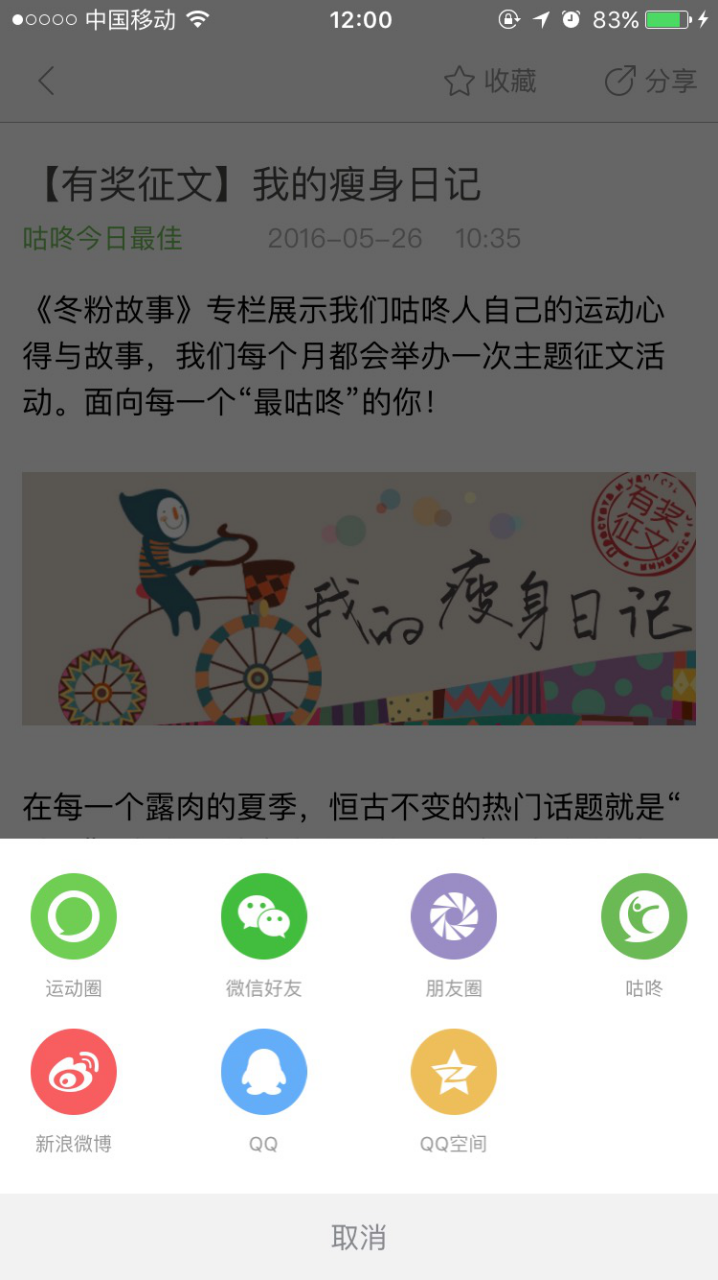 中国移动 12:00 83%
收藏 分享
【有奖征文】我的瘦身日记
咕咚今日最佳 2016-05-26 10:35
《冬粉故事》专栏展示我们咕咚人自己的运动心
得与故事，我们每个月都会举办一次主题征文活
动。面向每一个“最咕咚”的你！
有奖
征文
我的瘦身日记
在每一个露肉的夏季，恒古不变的热门话题就是“
运动圈 微信好友 朋友圈 咕咚
新浪微博 QQ QQ空间
取消